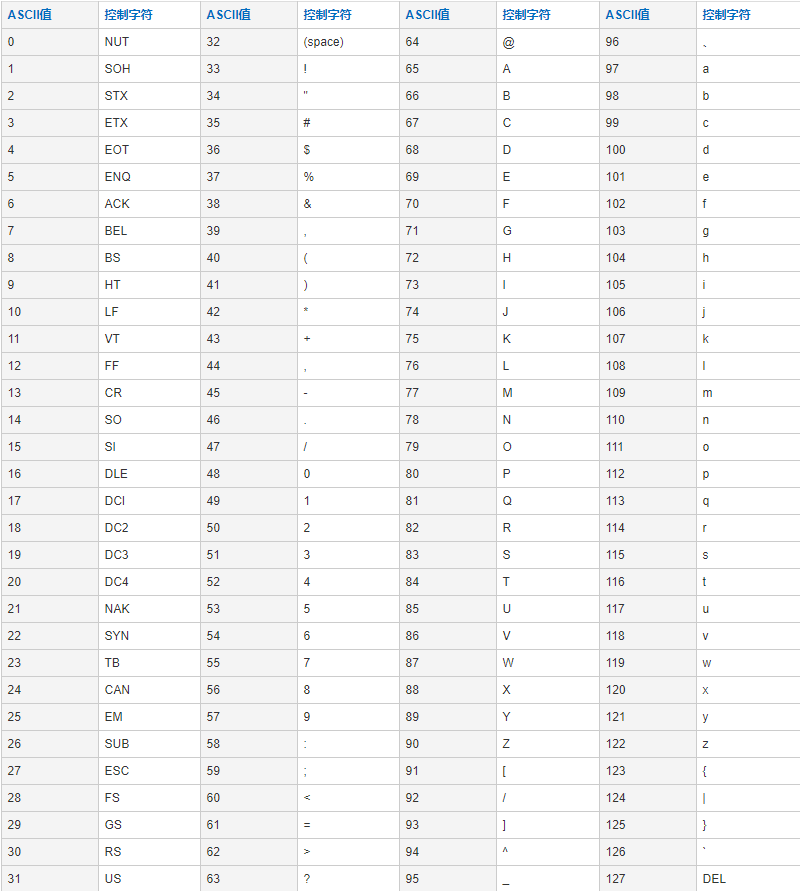 ASCII值 控制字符 ASCII值 控制字符 ASCII值 控制字符 ASCII值 控制字符
0 NUT 32 (space) 64 @ 96 、
1 SOH 33 ! 65 A 97 a
2 STX 34 " 66 B 98 b
3 ETX 35 # 67 C 99 c
4 EOT 36 $ 68 D 100 d
5 ENQ 37 % 69 E 101 e
6 ACK 38 & 70 F 102 f
7 BEL 39 , 71 G 103 g
8 BS 40 ( 72 H 104 h
9 HT 41 ) 73 I 105 i
10 LF 42 * 74 J 106 j
11 VT 43 + 75 K 107 k
12 FF 44 , 76 L 108 l
13 CR 45 - 77 M 109 m
14 SO 46 . 78 N 110 n
15 SI 47 / 79 O 111 o
16 DLE 48 0 80 P 112 p
17 DCI 49 1 81 Q 113 q
18 DC2 50 2 82 R 114 r
19 DC3 51 3 83 S 115 s
20 DC4 52 4 84 T 116 t
21 NAK 53 5 85 U 117 u
22 SYN 54 6 86 V 118 v
23 TB 55 7 87 W 119 w
24 CAN 56 8 88 X 120 x
25 EM 57 9 89 Y 121 y
26 SUB 58 : 90 Z 122 z
27 ESC 59 ; 91 [ 123 {
28 FS 60 < 92 / 124 |
29 GS 61 = 93 ] 125 }
30 RS 62 > 94 ^ 126 `
31 US 63 ? 95 _ 127 DEL